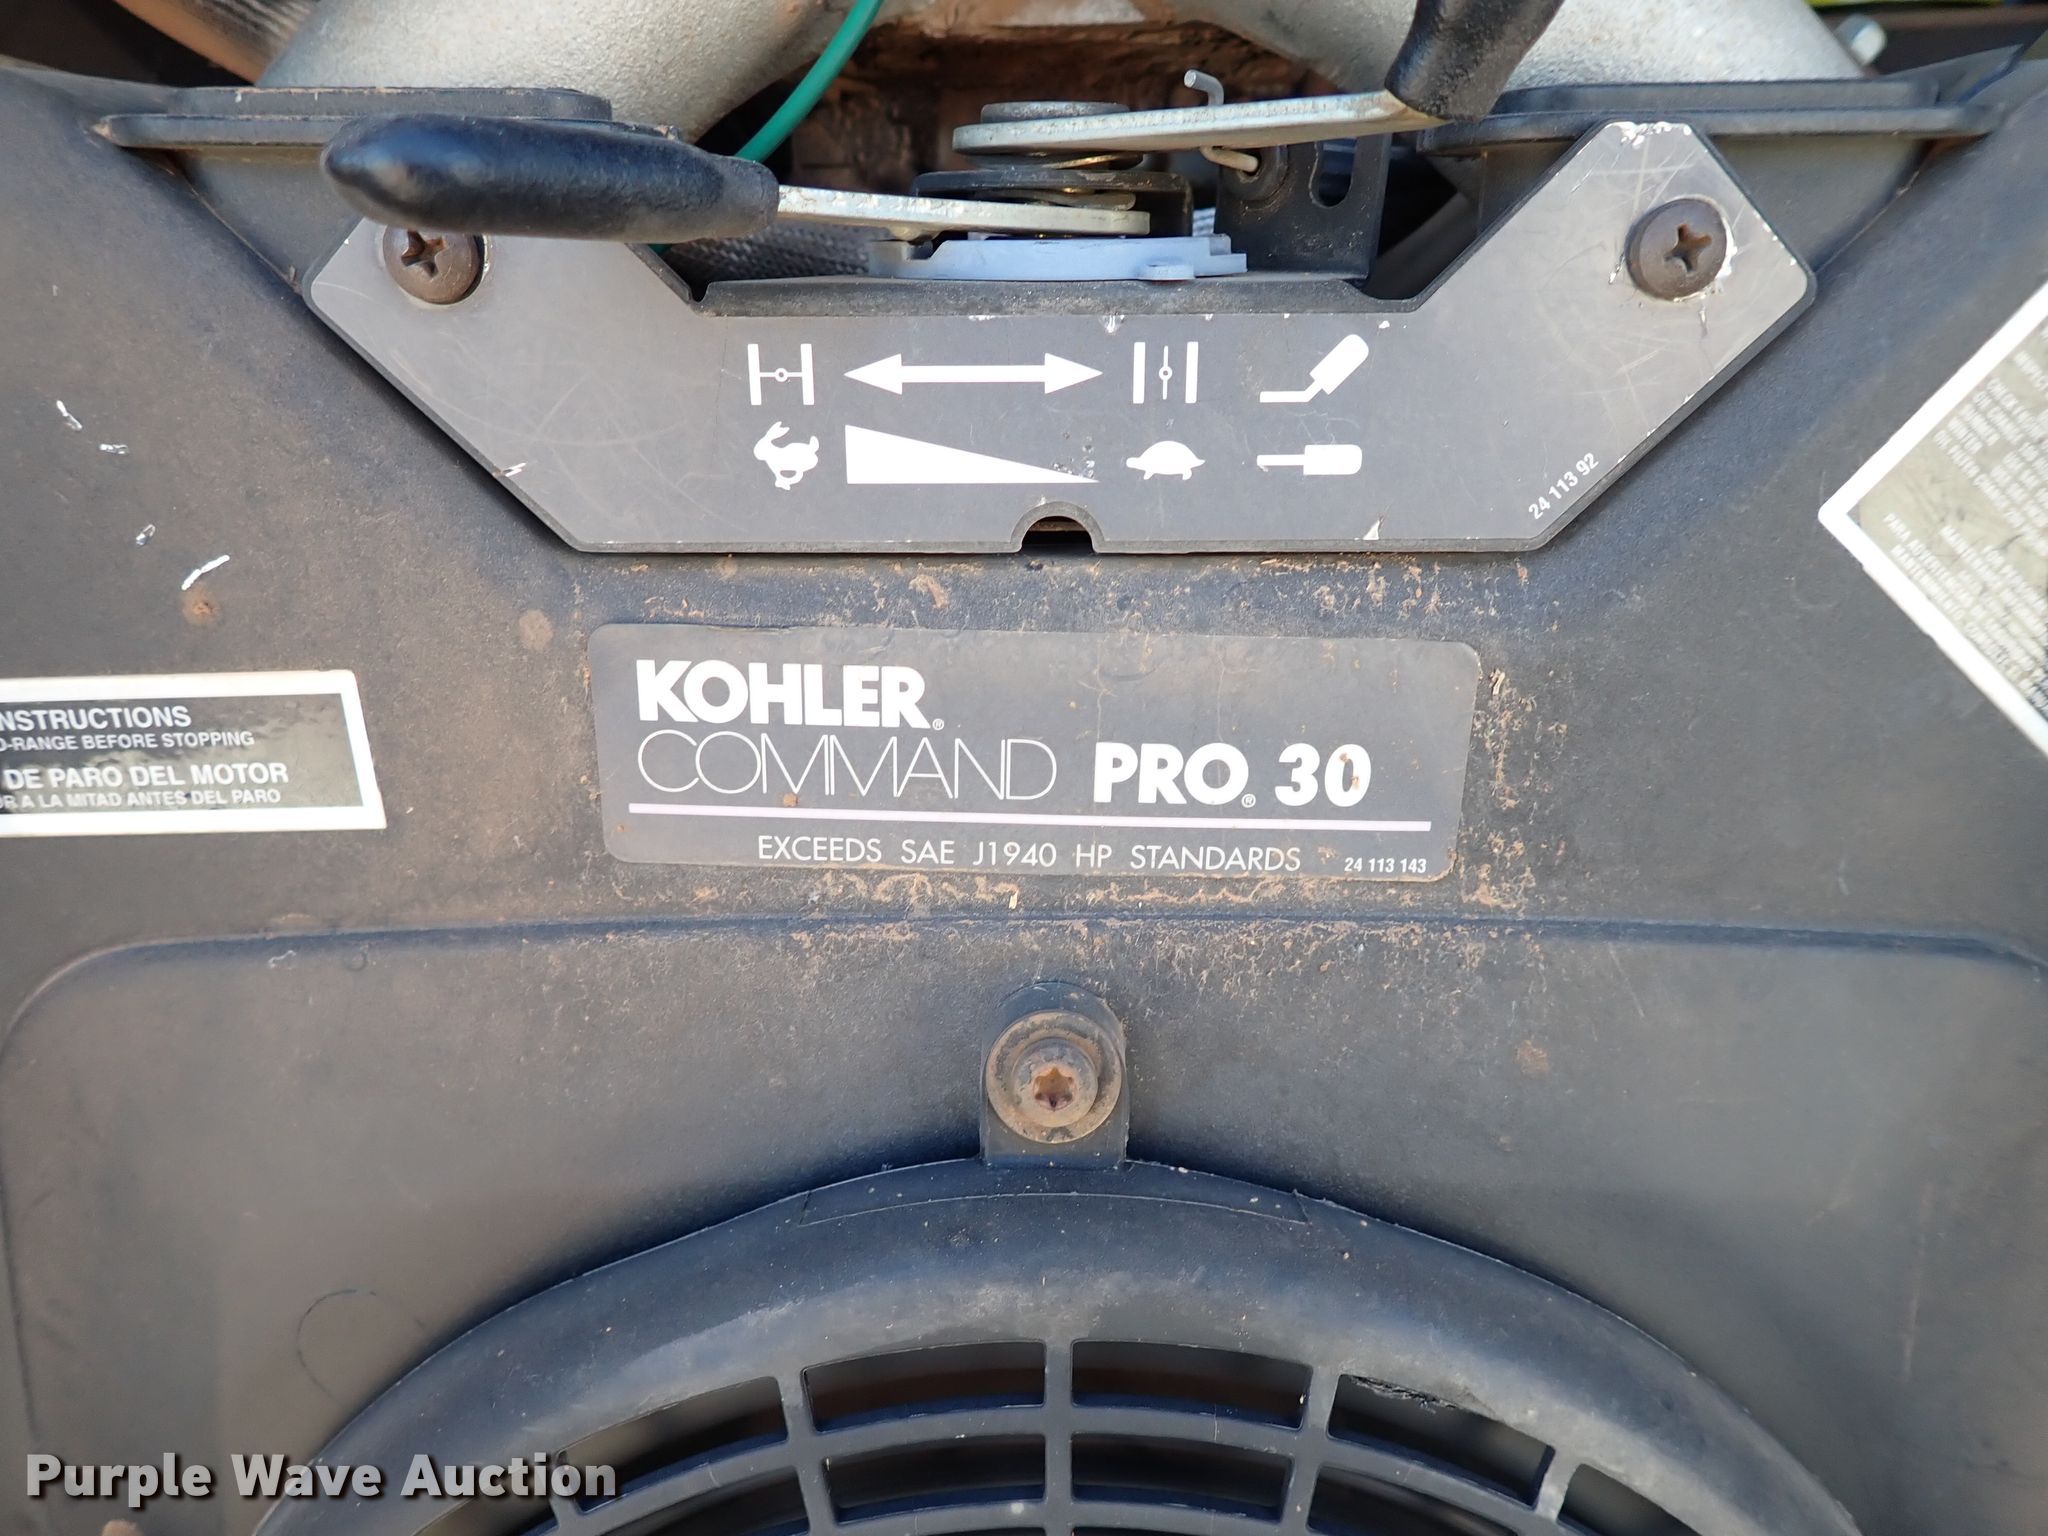 24 113 92
KOHLER®
COMMAND PRO® 30
EXCEEDS SAE J1940 HP STANDARDS 24 113 143
NSTRUCTIONS
-RANGE BEFORE STOPPING
DE PARO DEL MOTOR
R A LA MITAD ANTES DEL PARO
Purple Wave Auction